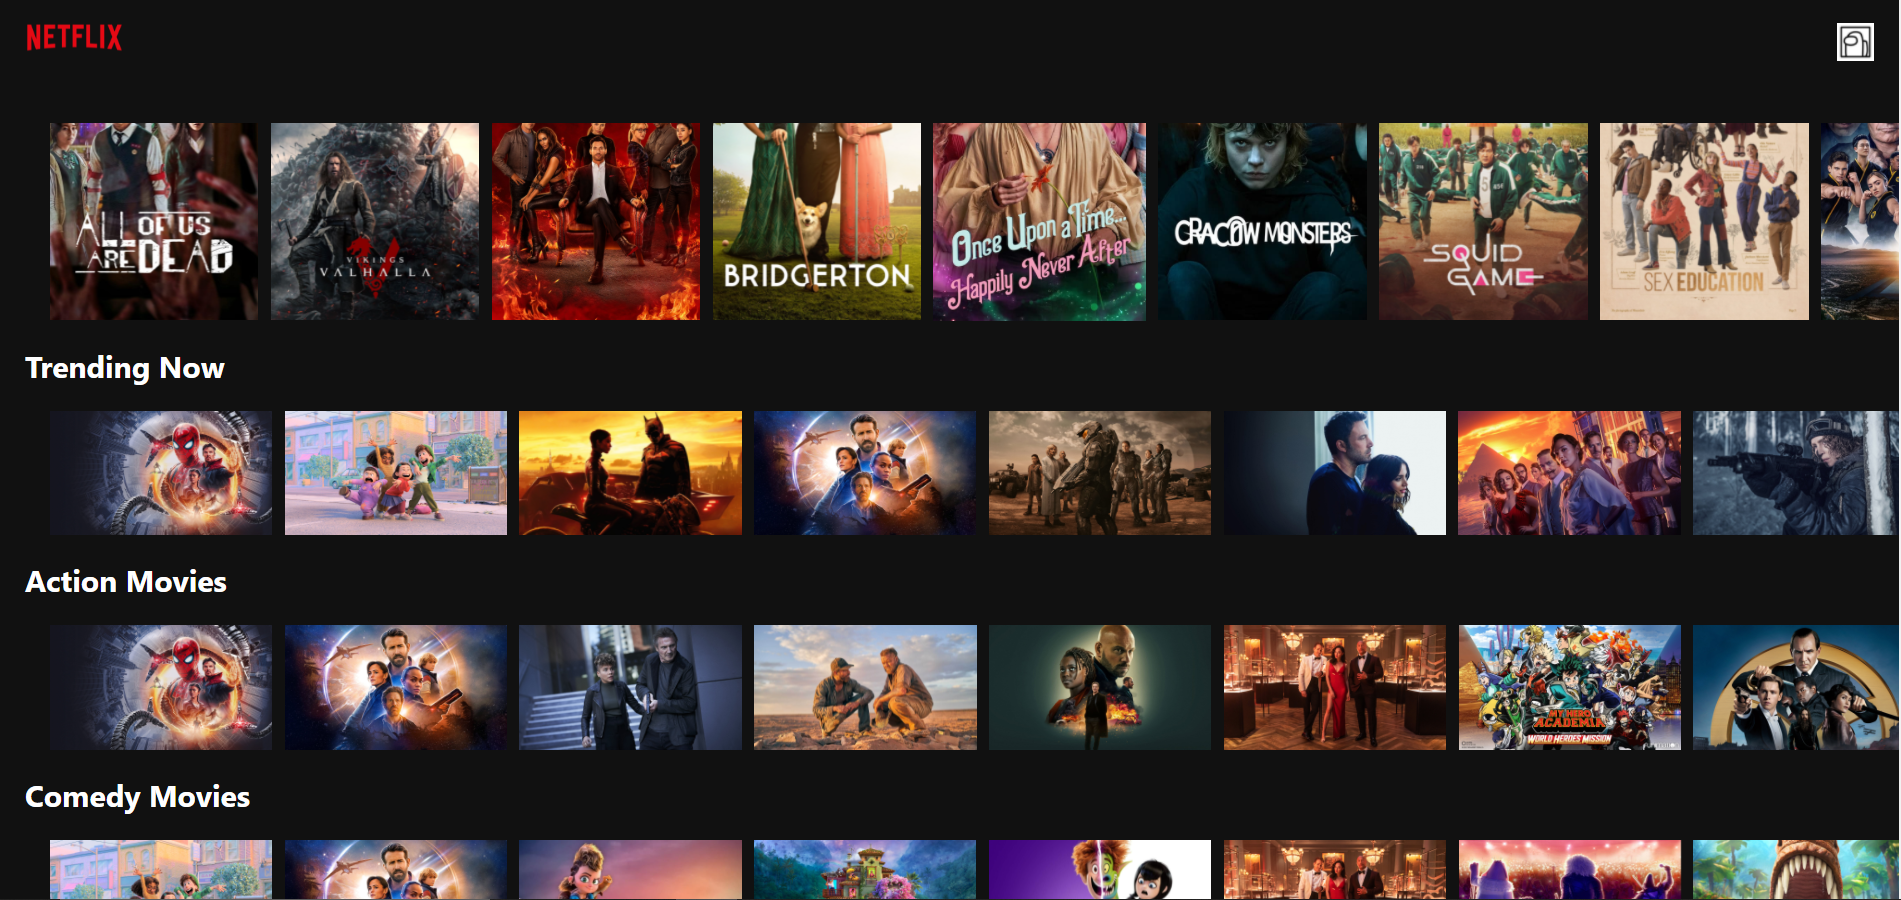 NETFLIX
ALL OF US
ARE DEAD
VIKINGS
VALHALLA
BRIDGERTON
Once Upon a Time...
Happily Never After
CRACOW MONSTERS
SQUID
GAME
SEX EDUCATION
Trending Now
Action Movies
MY HERO
ACADEMIA
WORLD HEROES MISSION
Comedy Movies